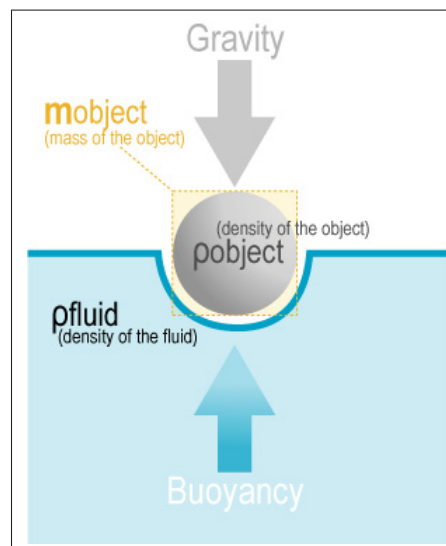 Gravity
mobject
(mass of the object)
(density of the object)
ρobject
ρfluid
(density of the fluid)
Buoyancy